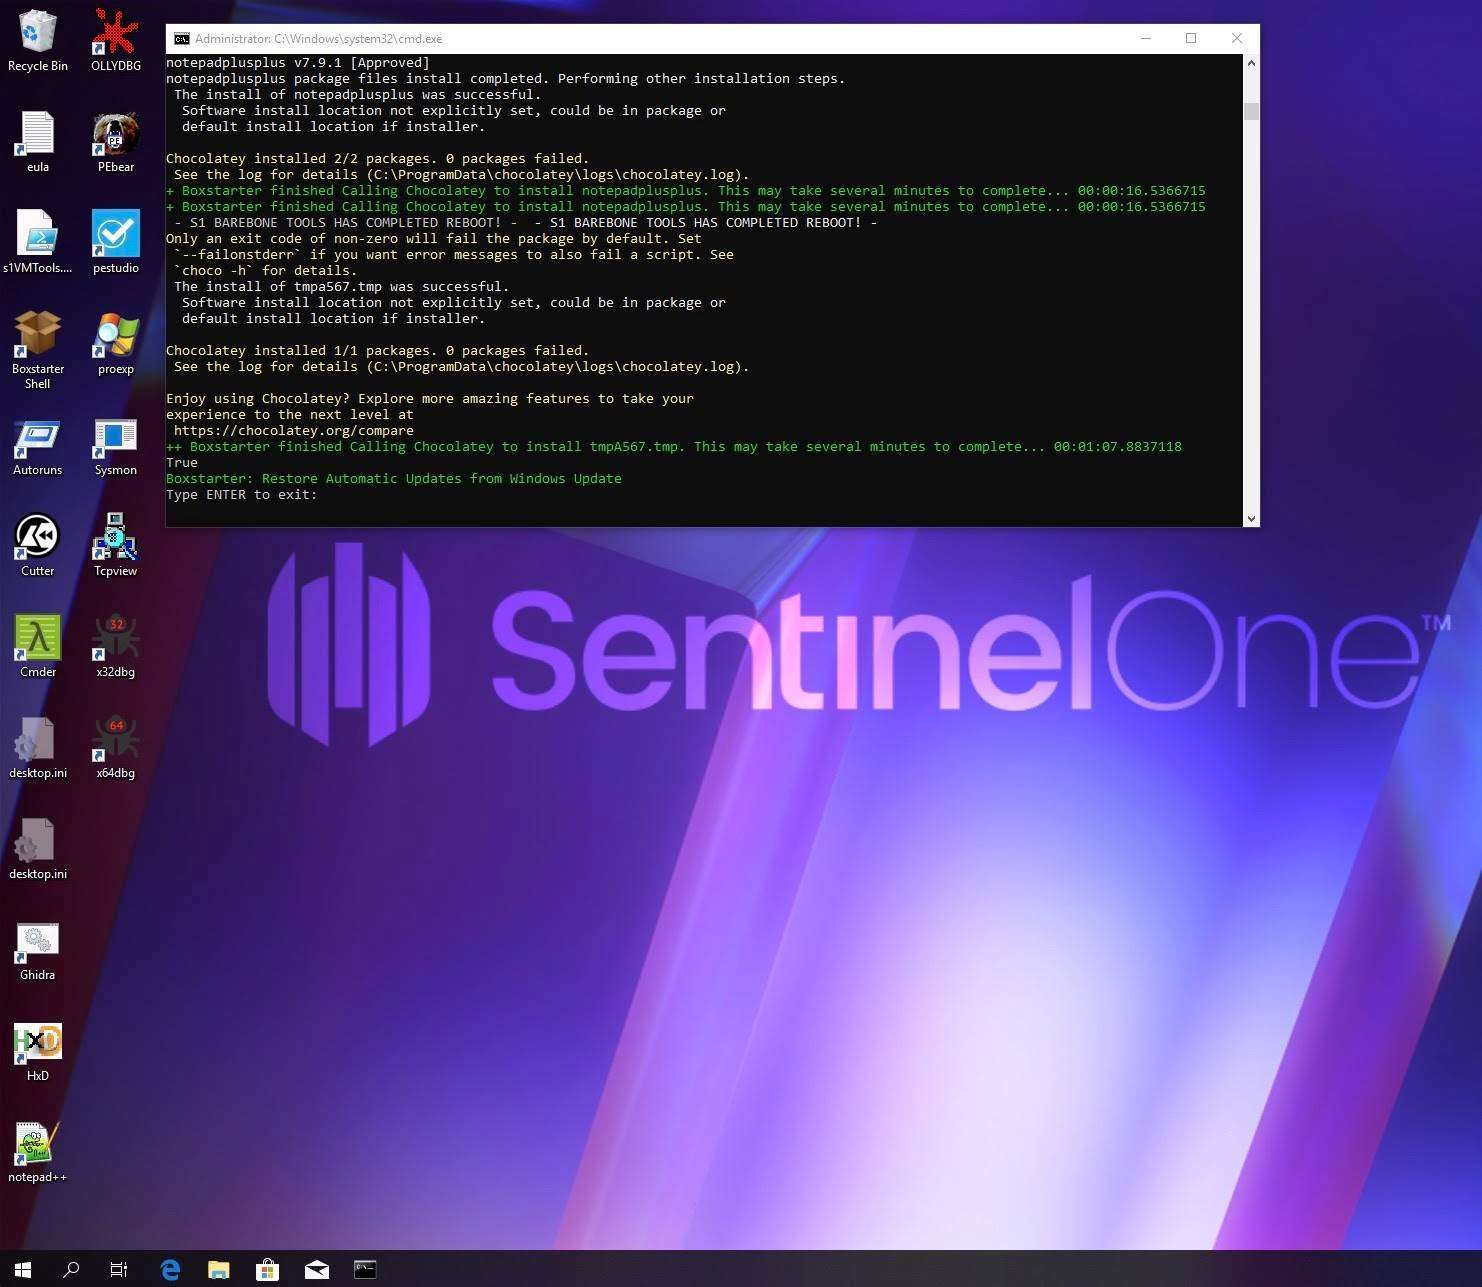 Recycle Bin
OLLYDBG
eula
PEbear
PE
s1VMTools....
pestudio
Boxstarter
Shell
proexp
Autoruns
Sysmon
Cutter
Tcpview
Cmder
32
x32dbg
desktop.ini
64
x64dbg
desktop.ini
Ghidra
HxD
HxD
notepad++
Administrator: C:\Windows\system32\cmd.exe
notepadplusplus v7.9.1 [Approved]
notepadplusplus package files install completed. Performing other installation steps.
The install of notepadplusplus was successful.
Software install location not explicitly set, could be in package or
default install location if installer.
Chocolatey installed 2/2 packages. 0 packages failed.
See the log for details (C:\ProgramData\chocolatey\logs\chocolatey.log).
+ Boxstarter finished Calling Chocolatey to install notepadplusplus. This may take several minutes to complete... 00:00:16.5366715
+ Boxstarter finished Calling Chocolatey to install notepadplusplus. This may take several minutes to complete... 00:00:16.5366715
- S1 BAREBONE TOOLS HAS COMPLETED REBOOT! -  - S1 BAREBONE TOOLS HAS COMPLETED REBOOT! -
Only an exit code of non-zero will fail the package by default. Set
`--failonstderr` if you want error messages to also fail a script. See
`choco -h` for details.
The install of tmpa567.tmp was successful.
Software install location not explicitly set, could be in package or
default install location if installer.
Chocolatey installed 1/1 packages. 0 packages failed.
See the log for details (C:\ProgramData\chocolatey\logs\chocolatey.log).
Enjoy using Chocolatey? Explore more amazing features to take your
experience to the next level at
https://chocolatey.org/compare
++ Boxstarter finished Calling Chocolatey to install tmpA567.tmp. This may take several minutes to complete... 00:01:07.8837118
True
Boxstarter: Restore Automatic Updates from Windows Update
Type ENTER to exit:
SentinelOne™